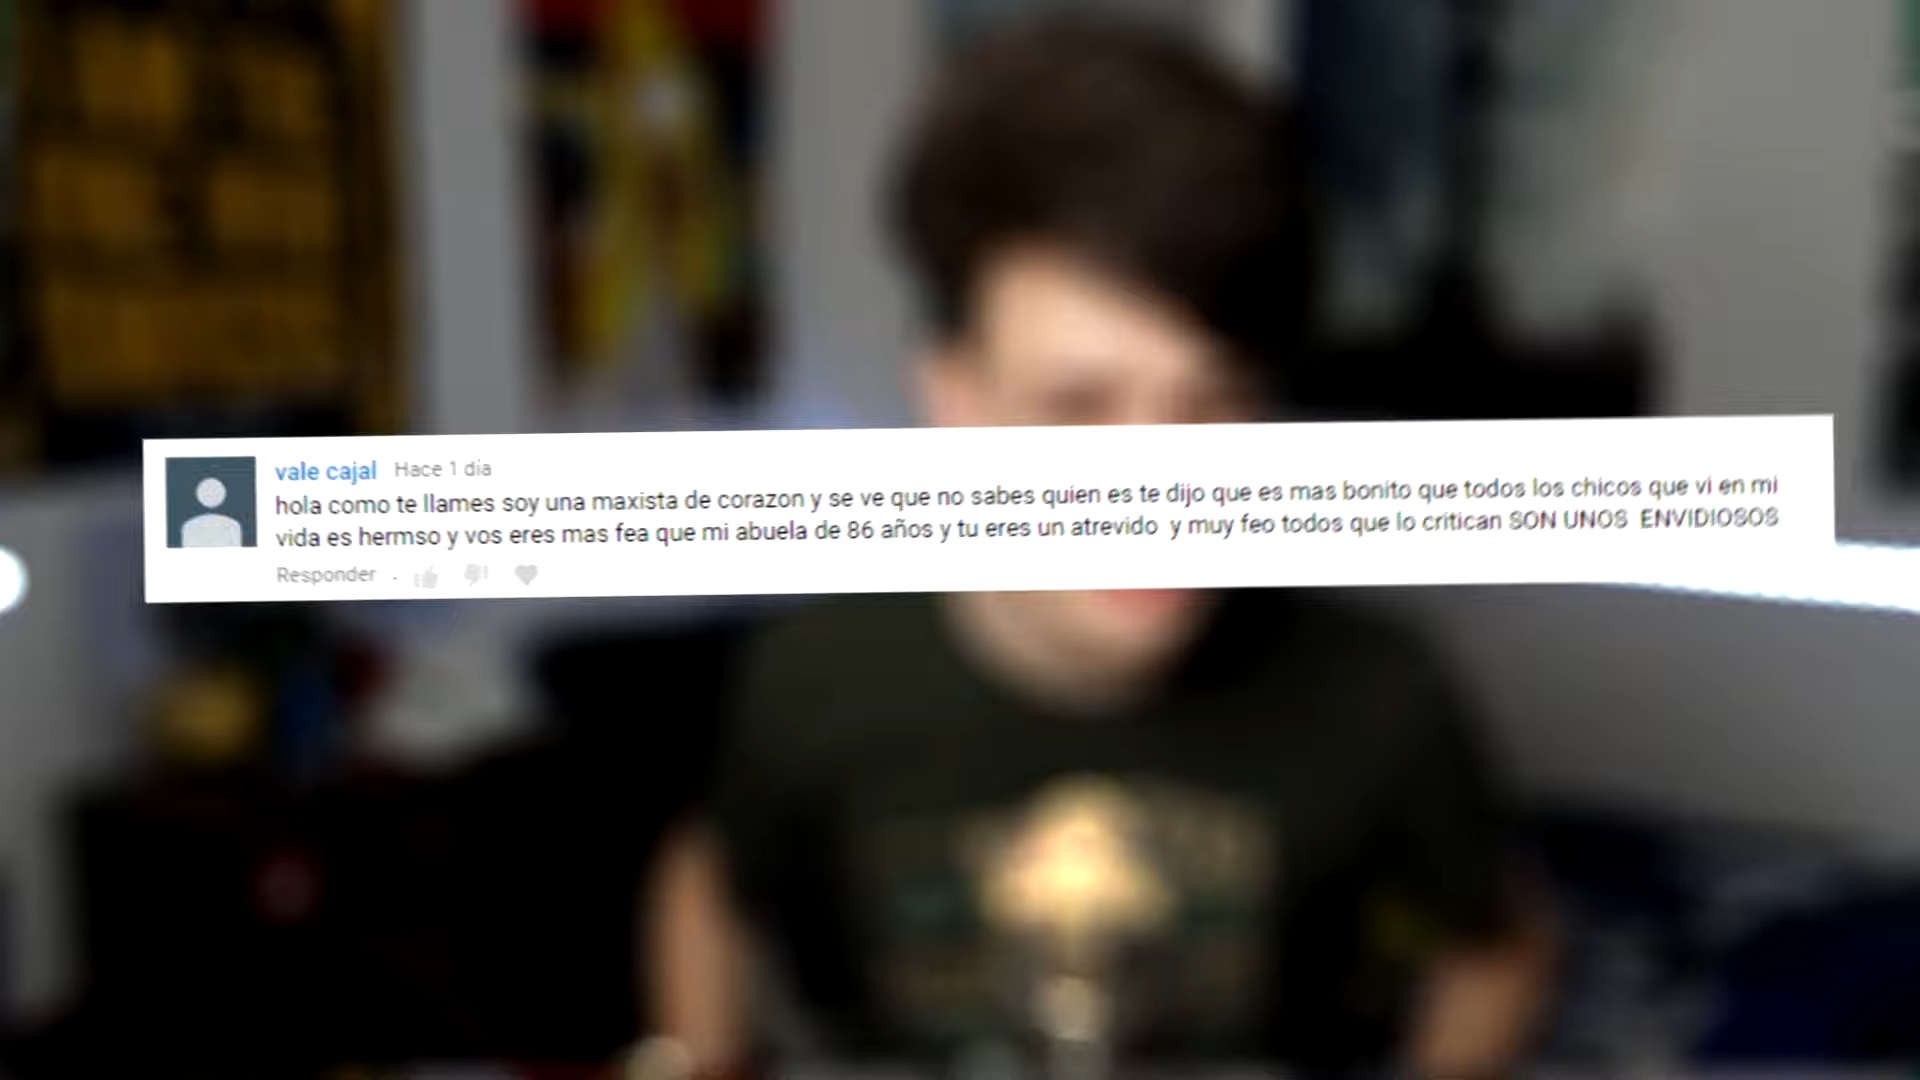 vale cajal Hace 1 día
hola como te llames soy una maxista de corazon y se ve que no sabes quien es te dijo que es mas bonito que todos los chicos que vi en mi
vida es hermso y vos eres mas fea que mi abuela de 86 años y tu eres un atrevido  y muy feo todos que lo critican SON UNOS  ENVIDIOSOS
Responder .